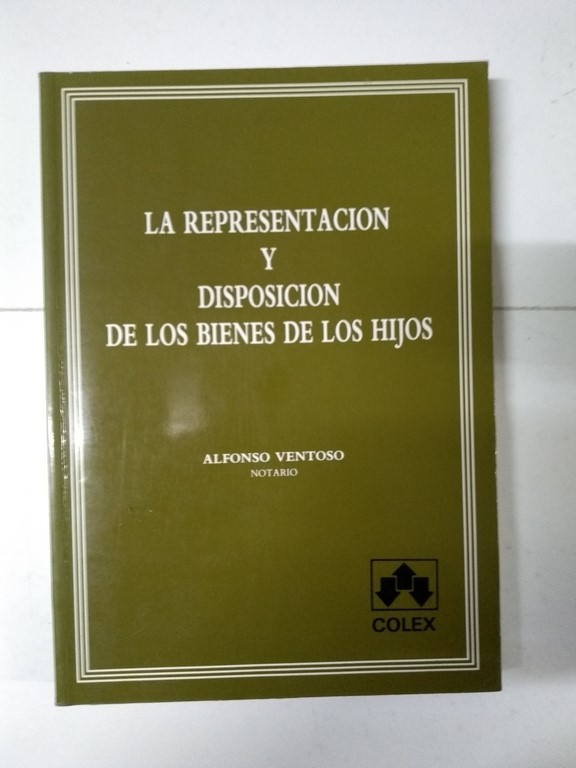 LA REPRESENTACION
Y
DISPOSICION
DE LOS BIENES DE LOS HIJOS
ALFONSO VENTOSO
NOTARIO
COLEX